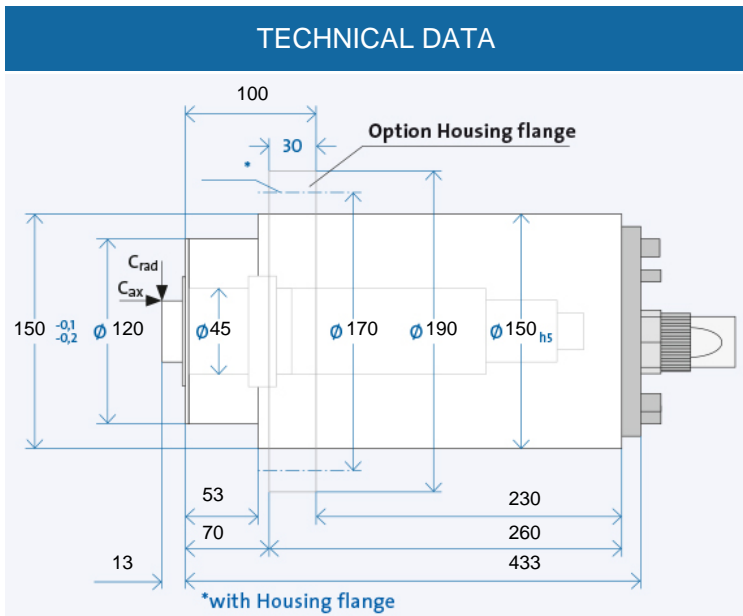 TECHNICAL DATA
100
30
Option Housing flange
*
Crad
Cax
150 -0,1 -0,2
Ø 120
Ø 45
Ø 170
Ø 190
Ø 150 h5
53
230
70
260
13
433
*with Housing flange